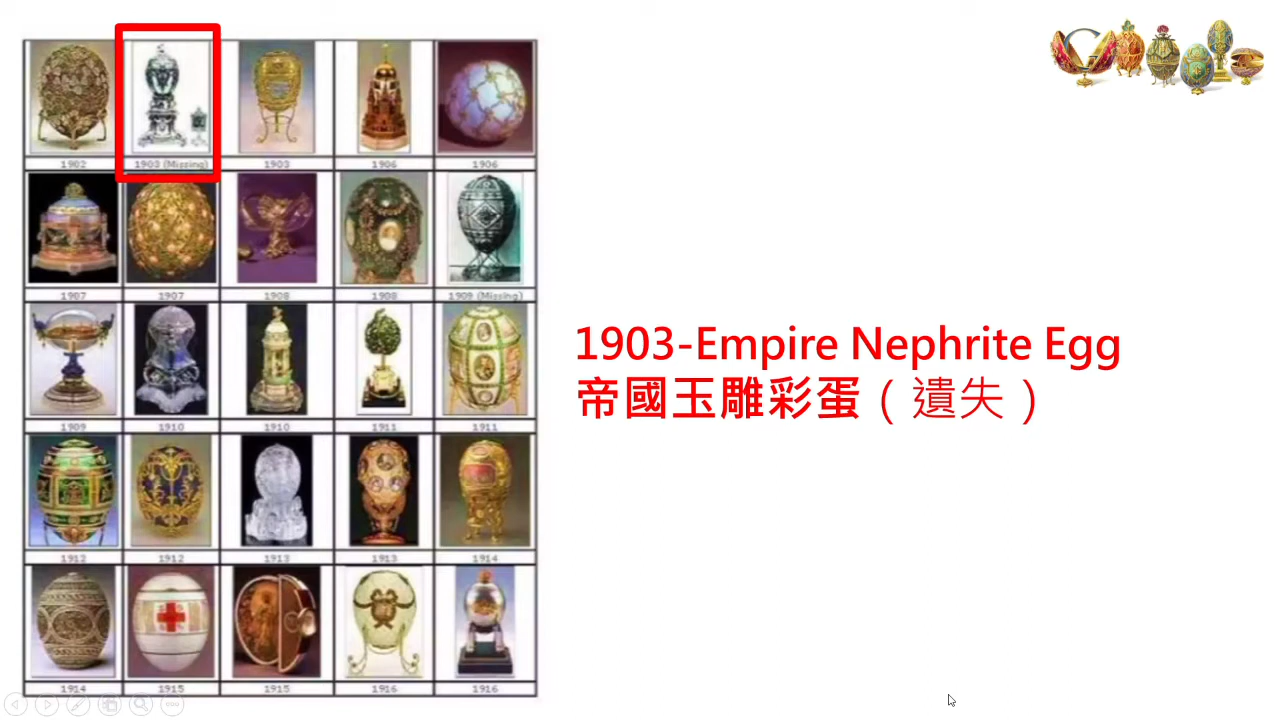 1902 1903 (Missing) 1903 1906 1906
1907 1907 1908 1908 1909 (Missing)
1909 1910 1910 1911 1911
1912 1912 1913 1913 1914
1914 1915 1915 1916 1916
1903-Empire Nephrite Egg
帝國玉雕彩蛋（遺失）